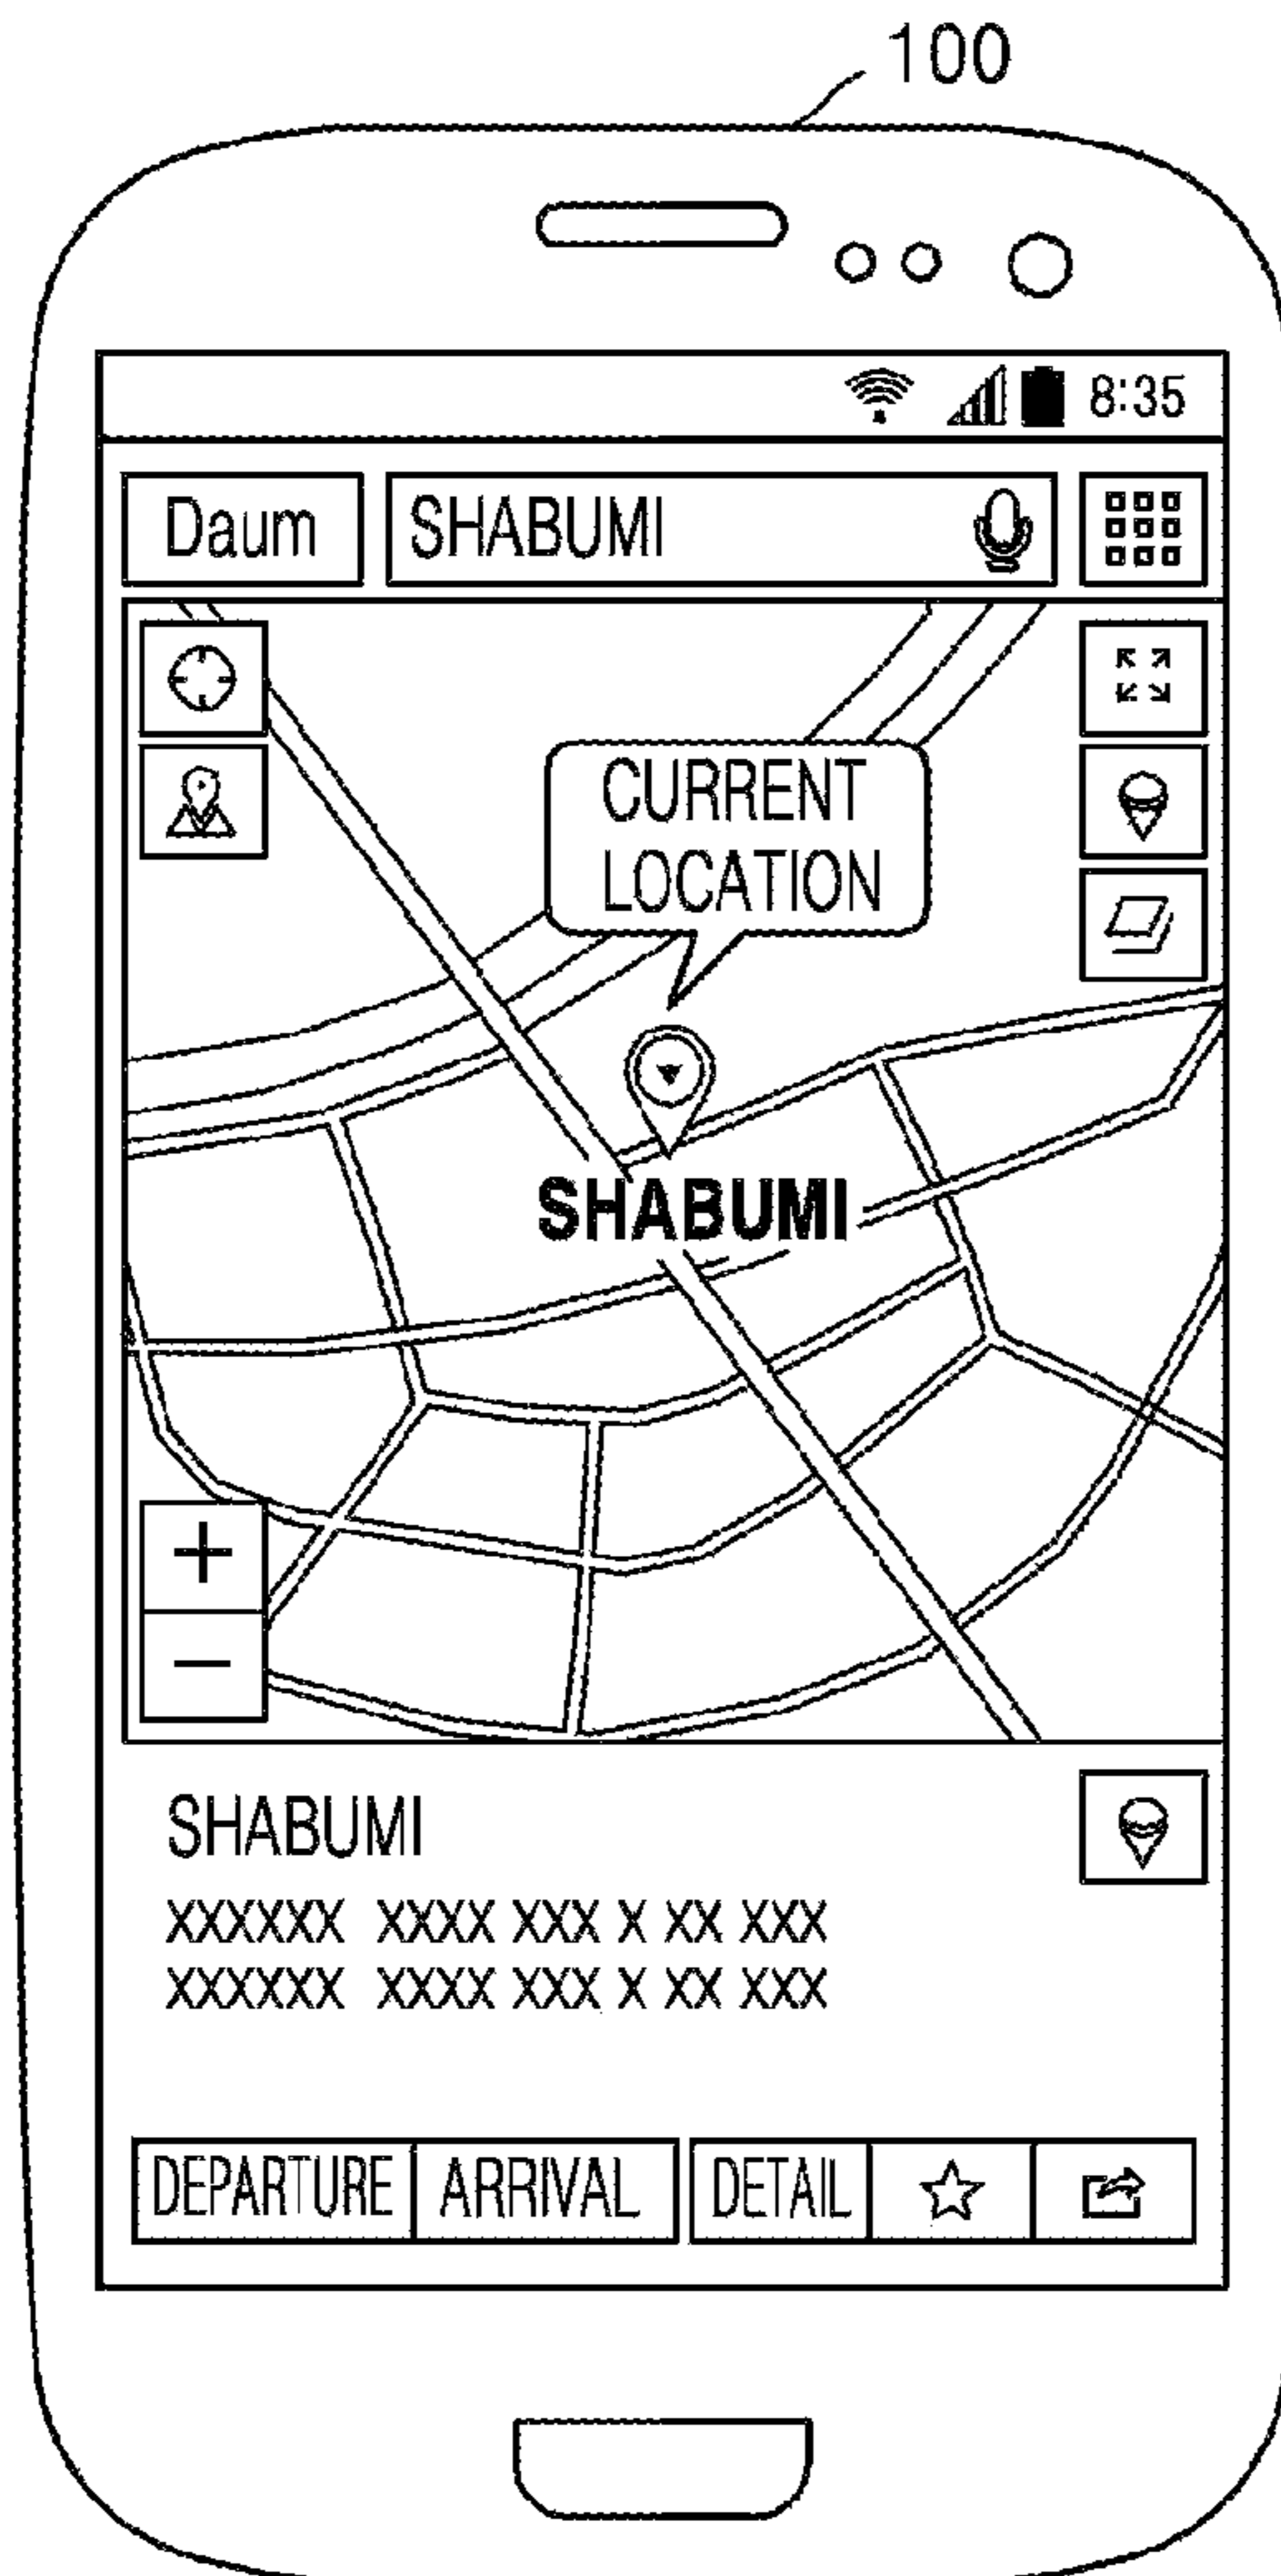 100
8:35
Daum SHABUMI
CURRENT
LOCATION
SHABUMI
+
−
SHABUMI
XXXXXX XXXX XXX X XX XXX
XXXXXX XXXX XXX X XX XXX
DEPARTURE ARRIVAL DETAIL